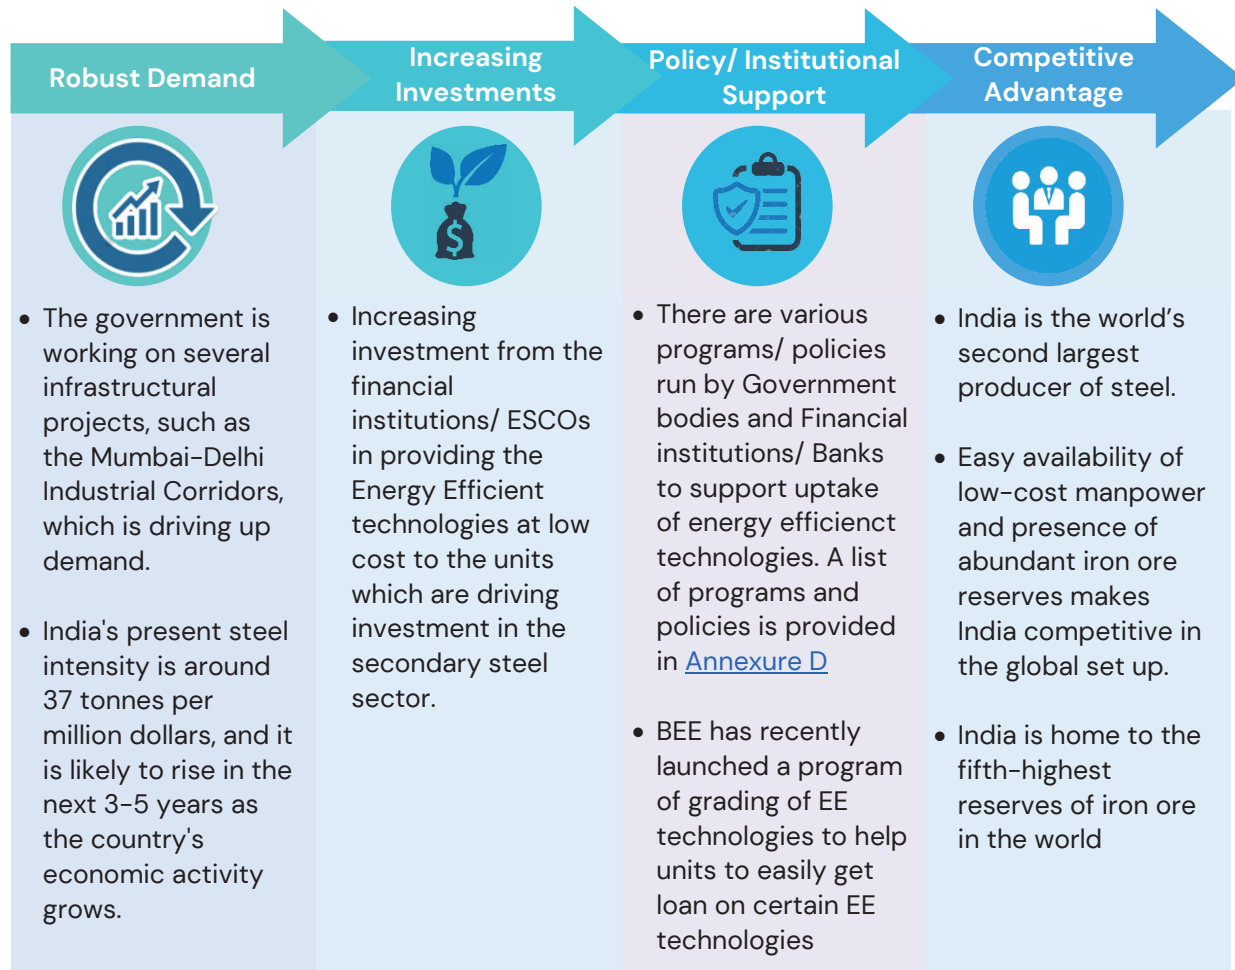 Robust Demand
Increasing
Investments
Policy/ Institutional
Support
Competitive
Advantage
$
• The government is
working on several
infrastructural
projects, such as
the Mumbai-Delhi
Industrial Corridors,
which is driving up
demand.
• India's present steel
intensity is around
37 tonnes per
million dollars, and it
is likely to rise in the
next 3-5 years as
the country's
economic activity
grows.
• Increasing
investment from the
financial
institutions/ ESCOs
in providing the
Energy Efficient
technologies at low
cost to the units
which are driving
investment in the
secondary steel
sector.
• There are various
programs/ policies
run by Government
bodies and Financial
institutions/ Banks
to support uptake
of energy efficienct
technologies. A list
of programs and
policies is provided
in Annexure D
• BEE has recently
launched a program
of grading of EE
technologies to help
units to easily get
loan on certain EE
technologies
• India is the world’s
second largest
producer of steel.
• Easy availability of
low-cost manpower
and presence of
abundant iron ore
reserves makes
India competitive in
the global set up.
• India is home to the
fifth-highest
reserves of iron ore
in the world